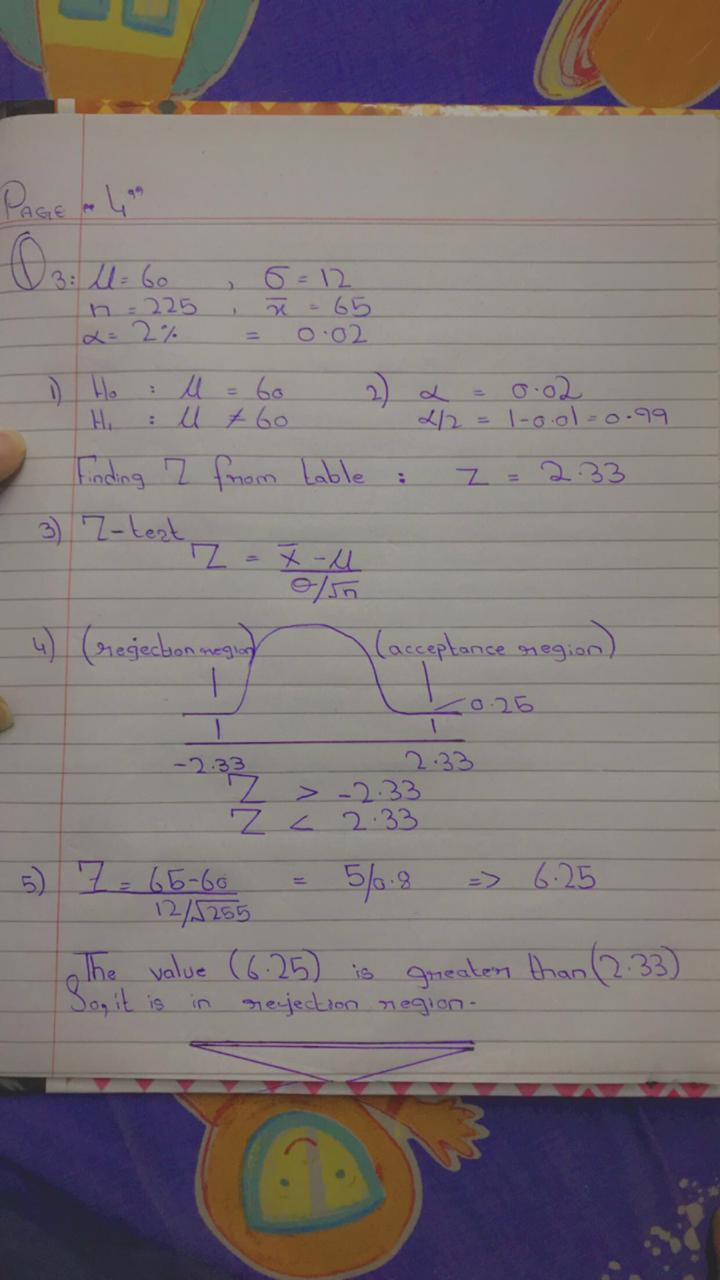 PAGE - 4"
Q3: μ = 60 , σ = 12
n = 225 , x̄ = 65
α = 2% = 0.02
1) H₀ : μ = 60 2) α = 0.02
H₁ : μ ≠ 60 α/2 = 1-0.01 = 0.99
Finding Z from table : Z = 2.33
3) Z-test
Z = x̄ - μ
σ/√n
4) (rejection region) (acceptance region)
0.25
-2.33 2.33
Z > -2.33
Z < 2.33
5) Z = 65-60 = 5/0.8 => 6.25
12/√255
The value (6.25) is greater than (2.33)
So, it is in rejection region.